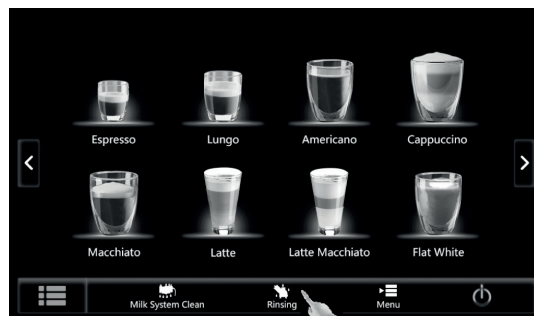 Espresso
Lungo
Americano
Cappuccino
Macchiato
Latte
Latte Macchiato
Flat White
Milk System Clean
Rinsing
Menu